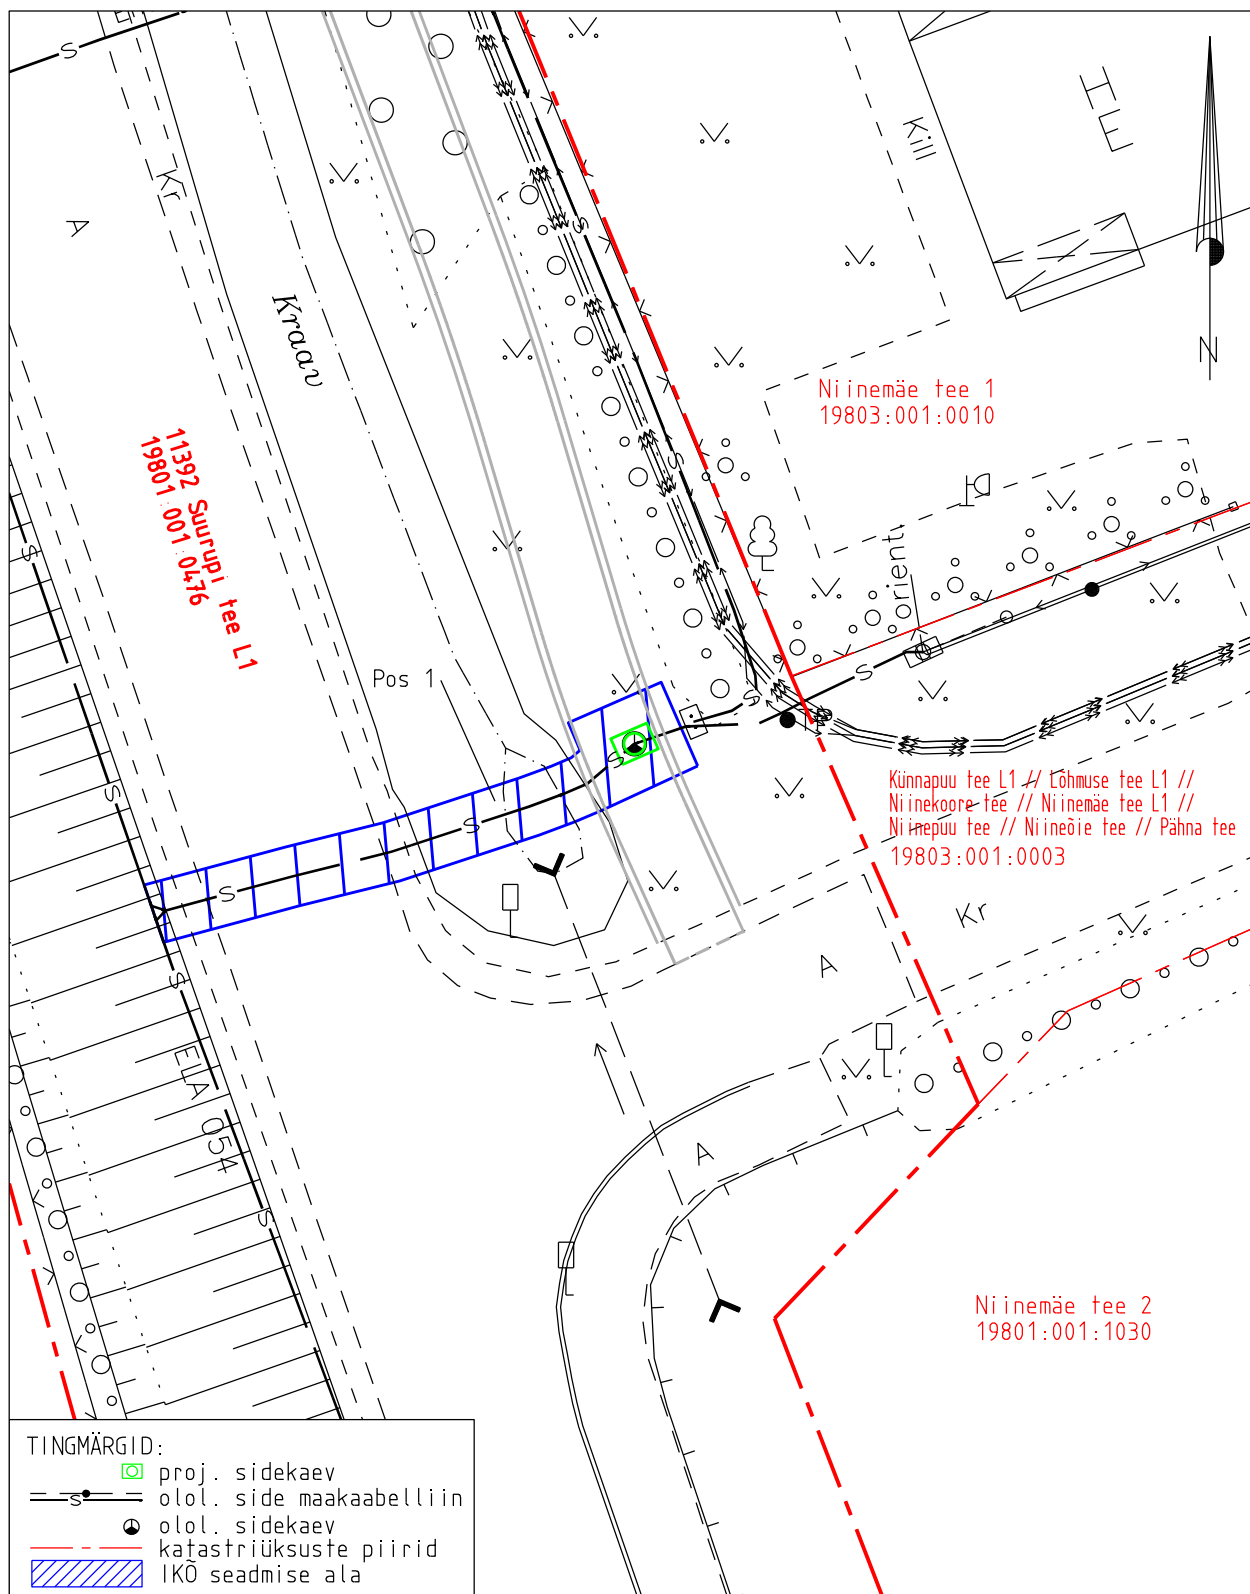 S
E
Kr
A
Kraav
11392 Suurupi tee L1
19801:001:0476
Kill
HE
N
S
Niinemäe tee 1
19803:001:0010
S
orient.
S
S
S
Pos 1
S
S
S
S
S
Künnapuu tee L1 // Lõhmuse tee L1 //
Niinekoore tee // Niinemäe tee L1 //
Niinepuu tee // Niineõie tee // Pähna tee
19803:001:0003
Kr
A
S
ELA 054
A
S
Niinemäe tee 2
19801:001:1030
TINGMÄRGID:
proj. sidekaev
S
olol. side maakaabelliin
olol. sidekaev
katastriüksuste piirid
IKÕ seadmise ala